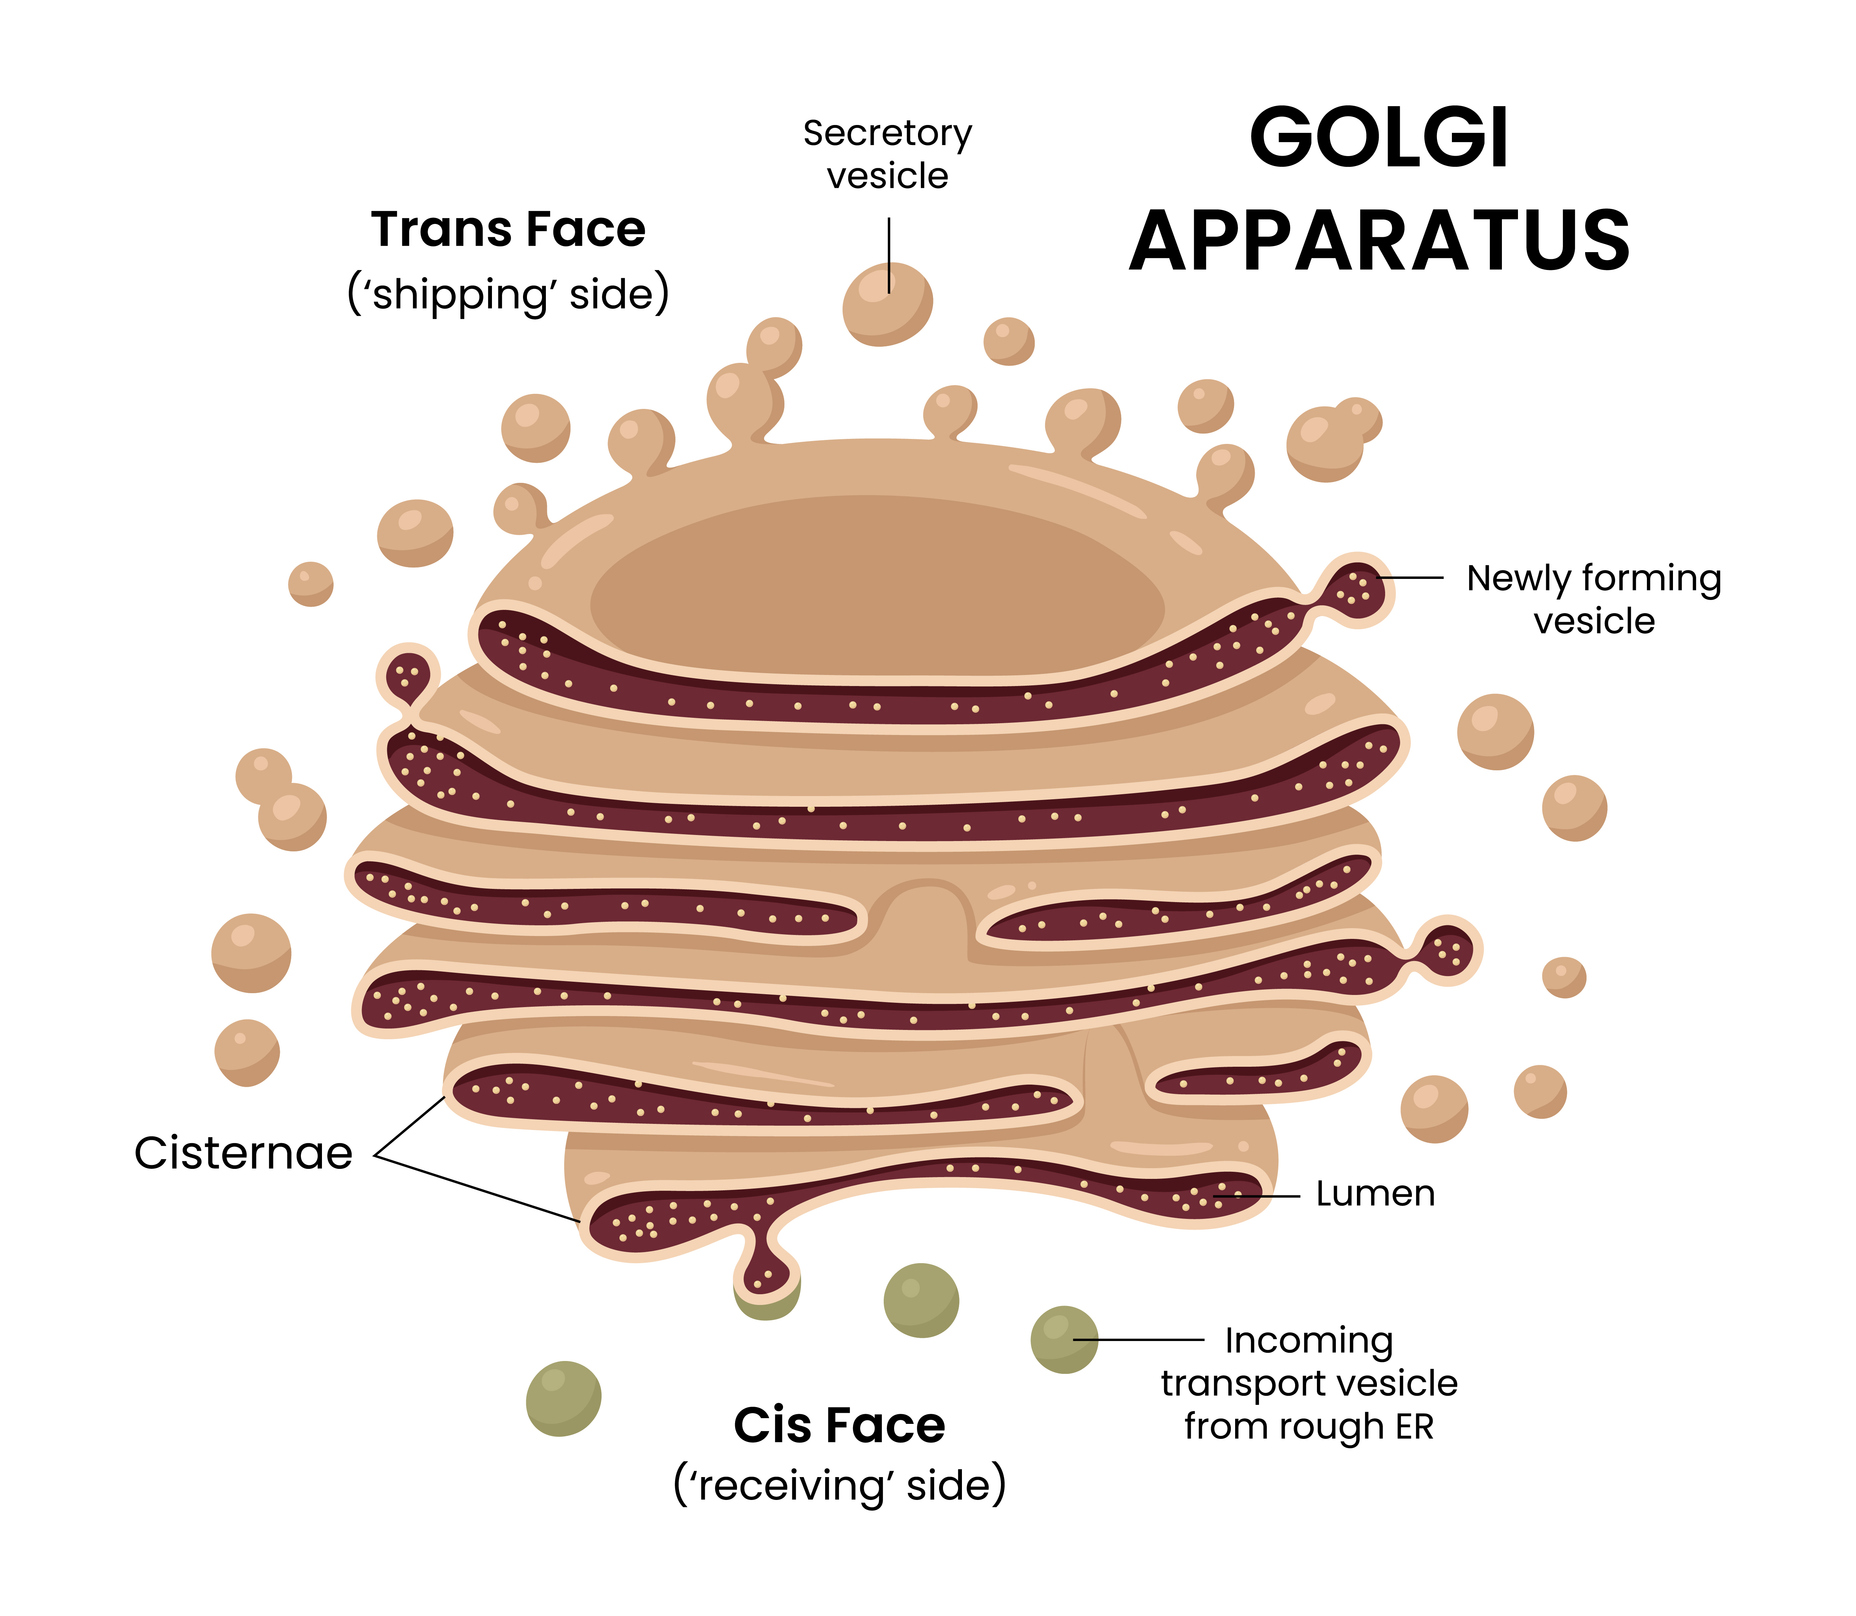 GOLGI
APPARATUS
Secretory
vesicle
Trans Face
(‘shipping’ side)
Newly forming
vesicle
Cisternae
Lumen
Incoming
transport vesicle
from rough ER
Cis Face
(‘receiving’ side)